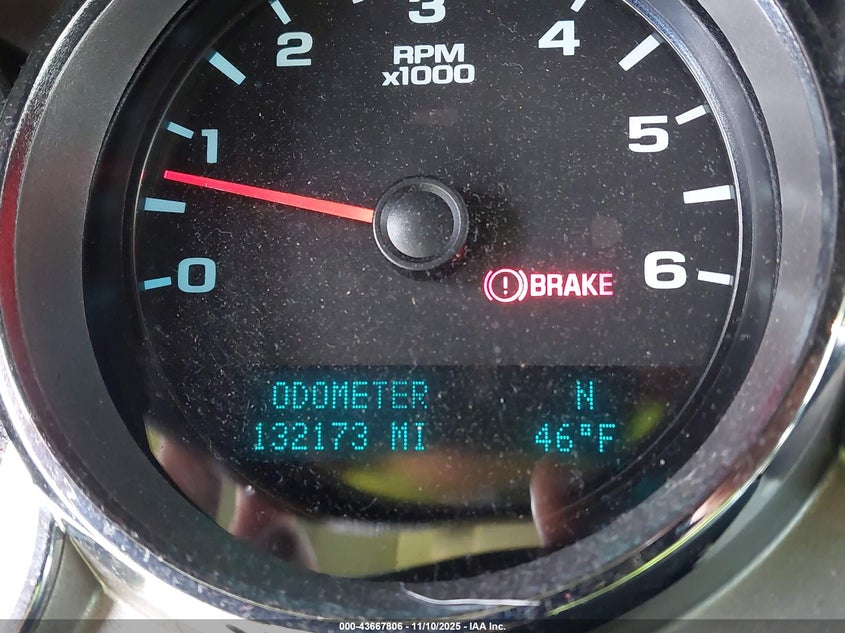 3
2
4
RPM
x1000
1
5
0
6
(!) BRAKE
ODOMETER N
132173 MI 46°F
000-43667806 - 11/10/2025 - IAA Inc.